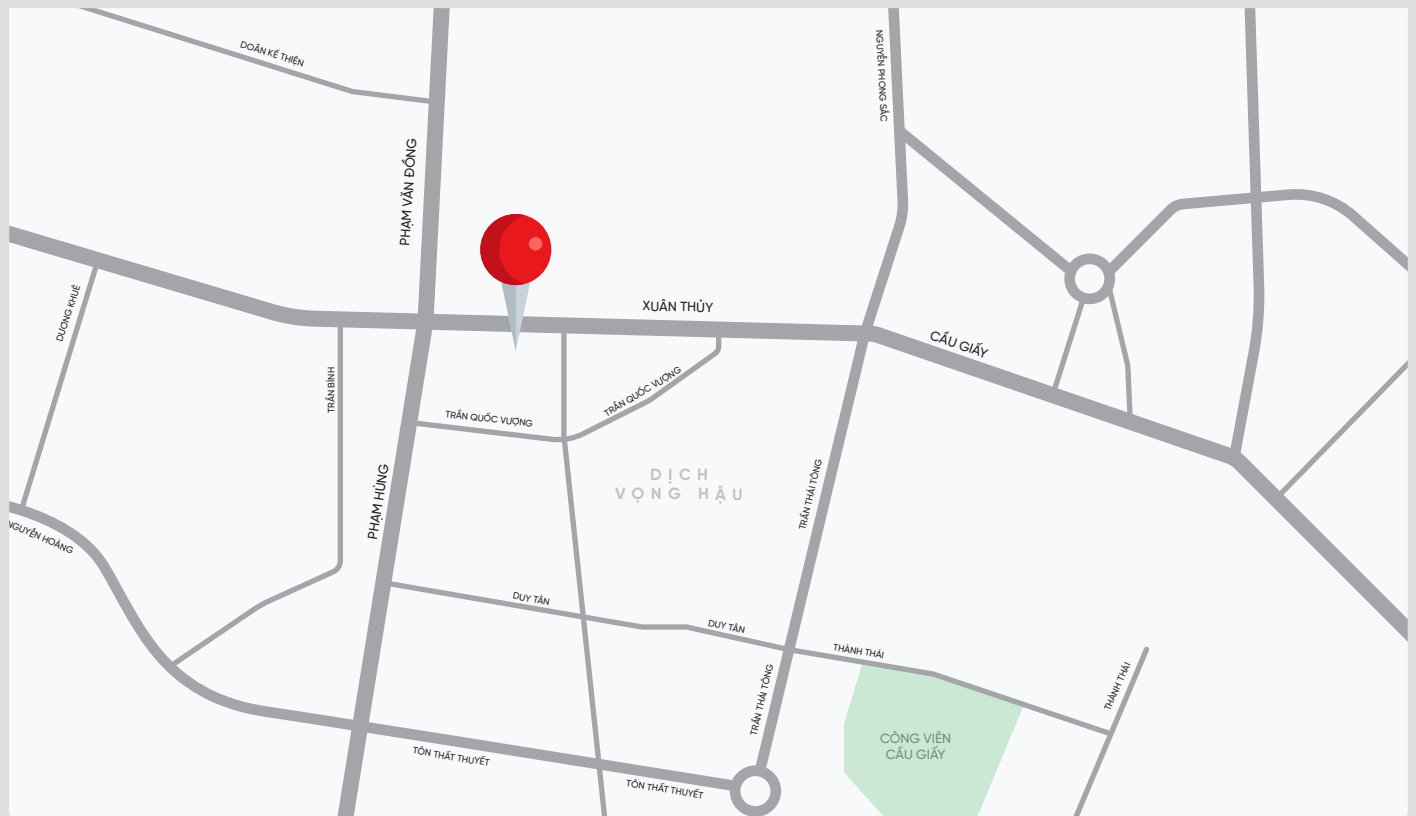 DOÃN KẾ THIỆN
NGUYỄN PHONG SẮC
PHẠM VĂN ĐỒNG
DƯƠNG KHUÊ
XUÂN THỦY
CẦU GIẤY
TRẦN BÌNH
TRẦN QUỐC VƯỢNG
TRẦN QUỐC VƯỢNG
PHẠM HÙNG
DỊCH
VỌNG HẬU
TRẦN THÁI TÔNG
NGUYỄN HOÀNG
DUY TÂN
DUY TÂN
THÀNH THÁI
THÀNH THÁI
TRẦN THÁI TÔNG
CÔNG VIÊN
CẦU GIẤY
TÔN THẤT THUYẾT
TÔN THẤT THUYẾT